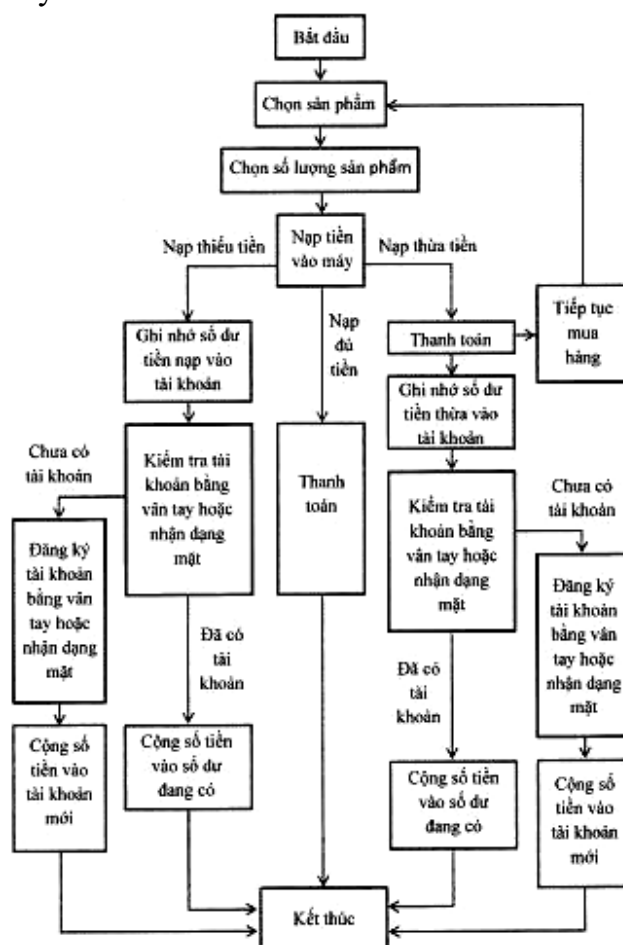 y
Bắt đầu
Chọn sản phẩm
Chọn số lượng sản phẩm
Nạp thiếu tiền
Nạp tiền
vào máy
Nạp thừa tiền
Ghi nhớ số dư
tiền nạp vào
tài khoản
Nạp
đủ
tiền
Thanh toán
Tiếp tục
mua
hàng
Ghi nhớ số dư
tiền thừa vào
tài khoản
Chưa có
tài khoản
Kiểm tra tài
khoản bằng
vân tay hoặc
nhận dạng
mặt
Thanh
toán
Kiểm tra tài
khoản bằng
vân tay hoặc
nhận dạng
mặt
Chưa có
tài khoản
Đăng ký
tài khoản
bằng vân
tay hoặc
nhận dạng
mặt
Đã có
tài
khoản
Đã có
tài
khoản
Đăng ký
tài khoản
bằng vân
tay hoặc
nhận dạng
mặt
Cộng số
tiền vào
tài khoản
mới
Cộng số tiền
vào số dư
đang có
Cộng số tiền
vào số dư
đang có
Cộng số
tiền vào
tài khoản
mới
Kết thúc